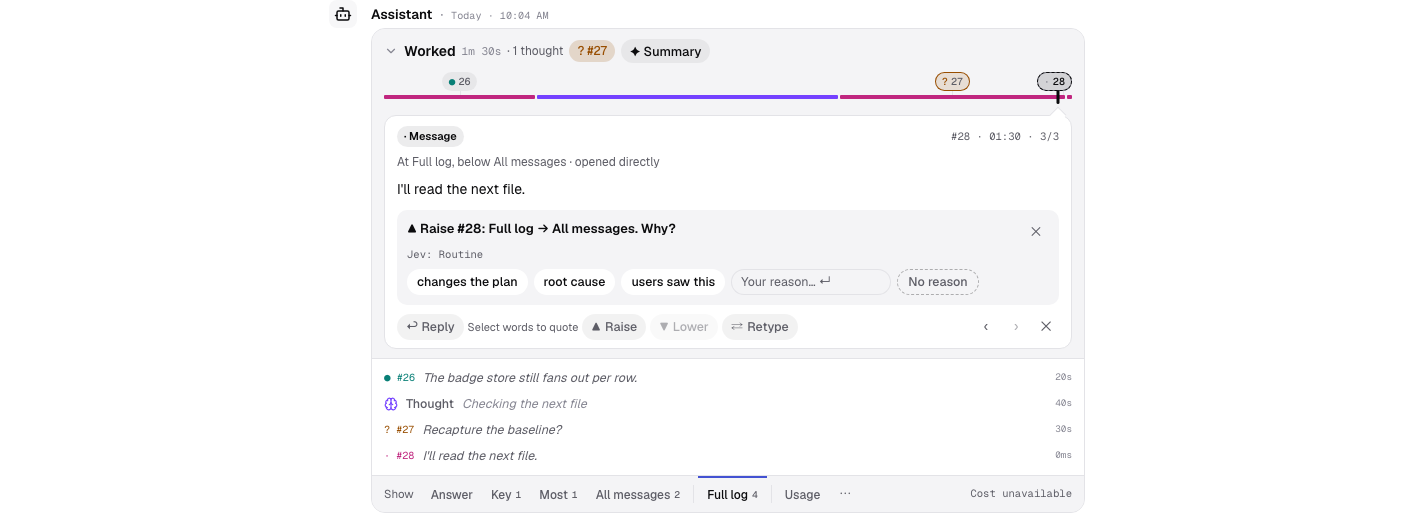 Assistant · Today · 10:04 AM
Worked 1m 30s · 1 thought ? #27 ✦ Summary
● 26 ? 27 · 28
· Message #28 · 01:30 · 3/3
At Full log, below All messages · opened directly
I'll read the next file.
▲ Raise #28: Full log → All messages. Why?
Jev: Routine
changes the plan root cause users saw this Your reason… ↵ No reason
↩ Reply Select words to quote ▲ Raise ▼ Lower ⇄ Retype
● #26 The badge store still fans out per row. 20s
Thought Checking the next file 40s
? #27 Recapture the baseline? 30s
· #28 I'll read the next file. 0ms
Show Answer Key 1 Most 1 All messages 2 Full log 4 Usage ··· Cost unavailable